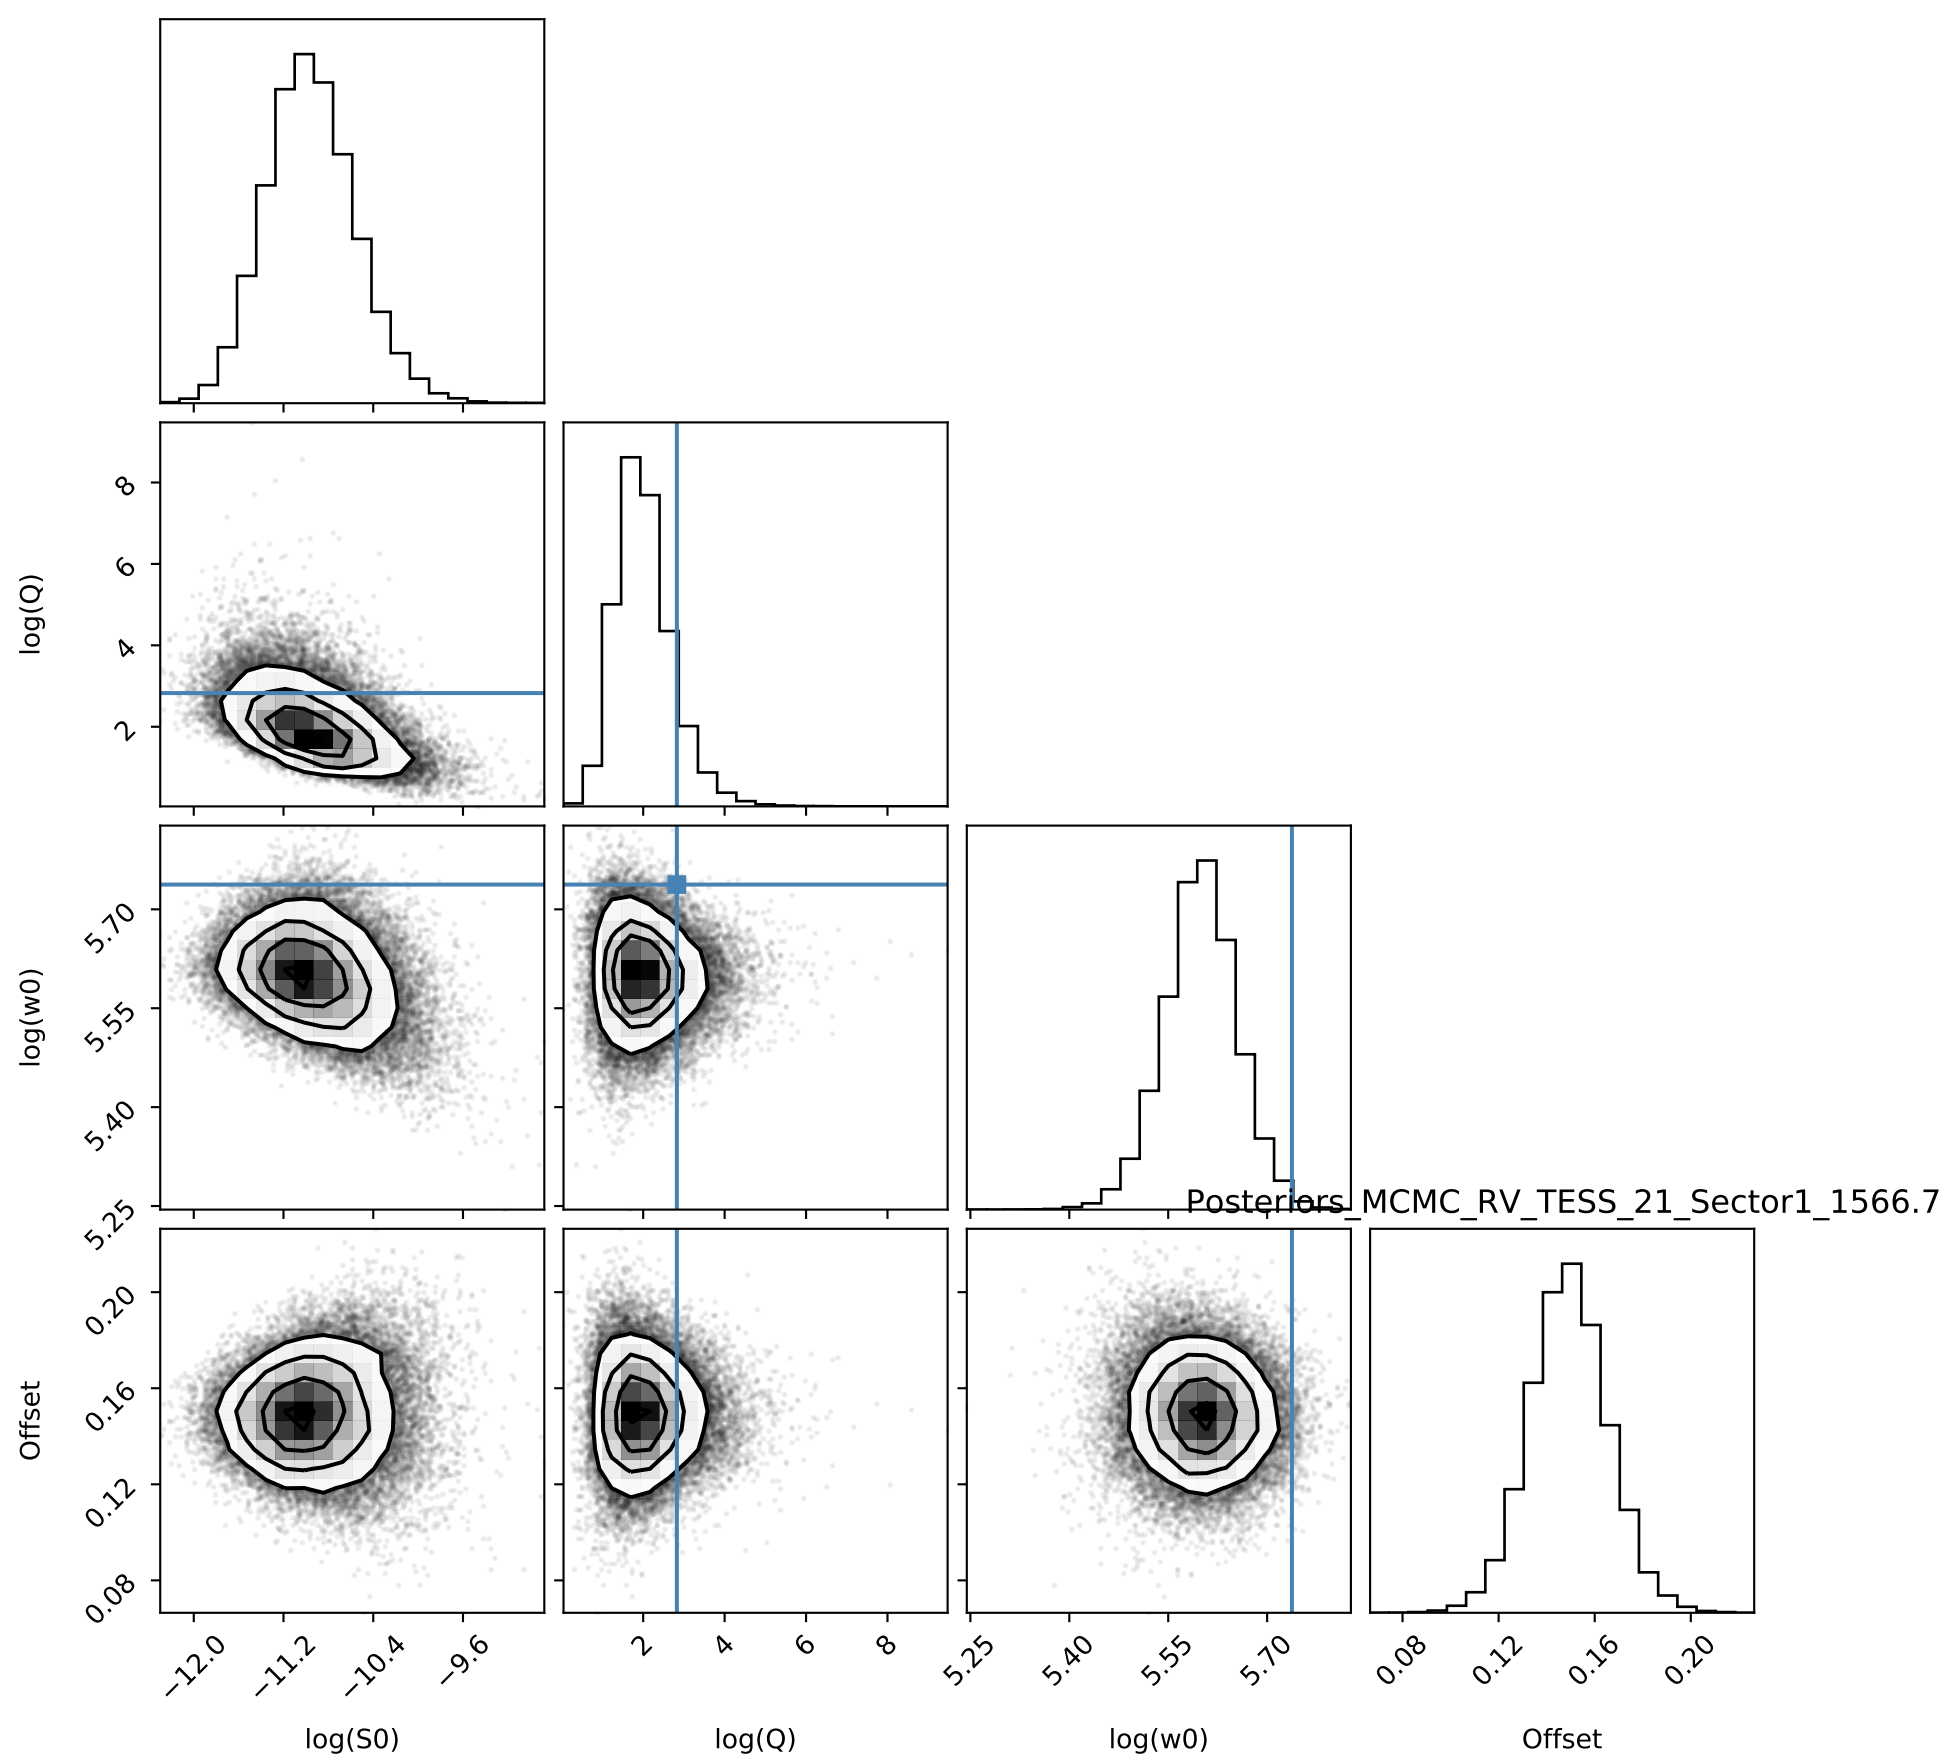 8
6
4
2
log(Q)
5.70
5.55
5.40
5.25
log(w0)
Posteriors_MCMC_RV_TESS_21_Sector1_1566.7
0.20
0.16
0.12
0.08
Offset
−12.0 −11.2 −10.4 −9.6
2 4 6 8
5.25 5.40 5.55 5.70
0.08 0.12 0.16 0.20
log(S0) log(Q) log(w0) Offset